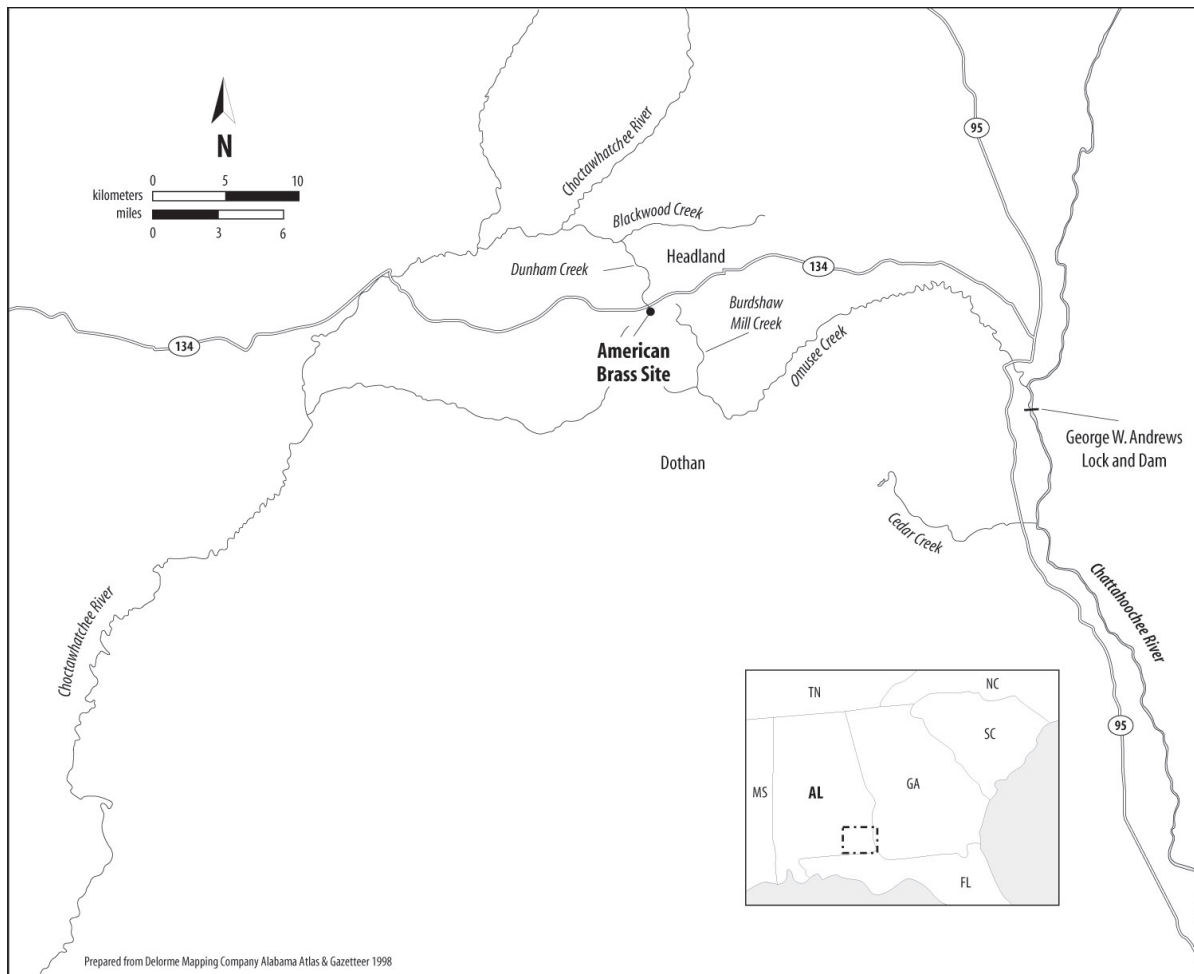 N
0 5 10
kilometers
miles
0 3 6
Choctawhatchee River
95
Blackwood Creek
Headland
Dunham Creek
134
Burdshaw
Mill Creek
134
American
Brass Site
Omusee Creek
George W. Andrews
Lock and Dam
Dothan
Cedar Creek
Choctawhatchee River
Chattahoochee River
95
TN
NC
SC
MS
AL
GA
FL
Prepared from Delorme Mapping Company Alabama Atlas & Gazetteer 1998